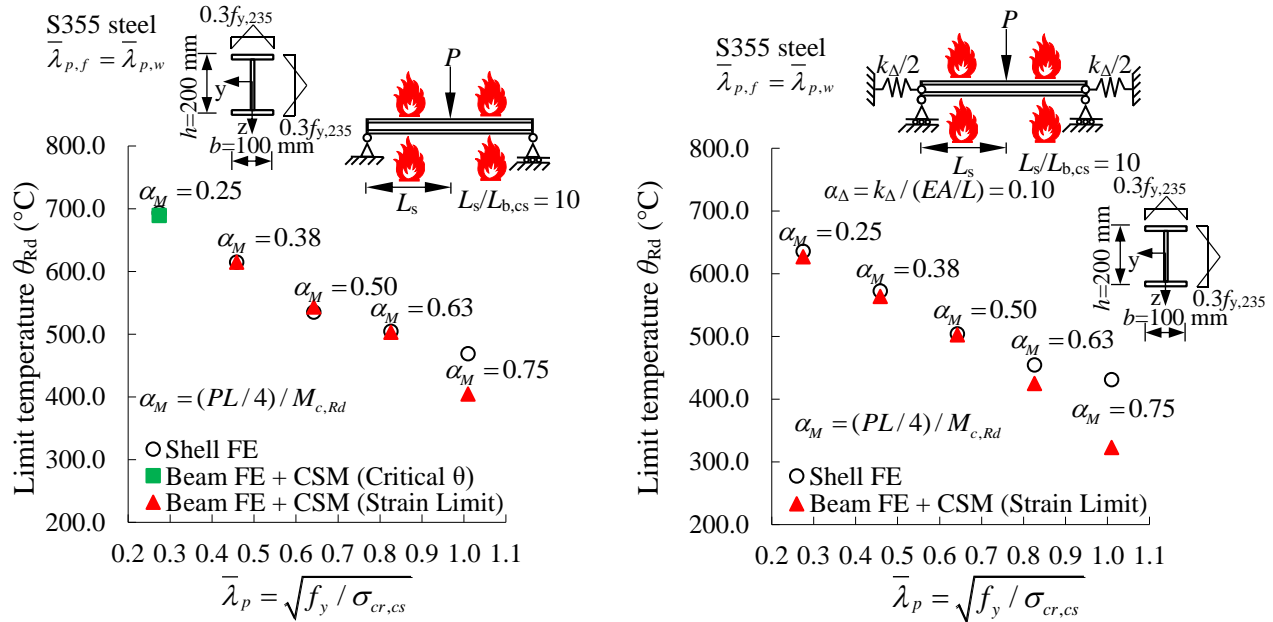 S355 steel
λ̄p,f = λ̄p,w
0.3fy,235
h=200 mm
y
z
b=100 mm
0.3fy,235
P
Ls
Ls/Lb,cs = 10
Limit temperature θRd (°C)
800.0
700.0
600.0
500.0
400.0
300.0
200.0
αM = 0.25
αM = 0.38
αM = 0.50
αM = 0.63
αM = 0.75
αM = (PL/4)/Mc,Rd
Shell FE
Beam FE + CSM (Critical θ)
Beam FE + CSM (Strain Limit)
0.2 0.3 0.4 0.5 0.6 0.7 0.8 0.9 1.0 1.1
λ̄p = √fy/σcr,cs
S355 steel
λ̄p,f = λ̄p,w
P
kΔ/2
kΔ/2
Ls
Ls/Lb,cs = 10
αΔ = kΔ/(EA/L) = 0.10
0.3fy,235
h=200 mm
y
z
b=100 mm
0.3fy,235
Limit temperature θRd (°C)
800.0
700.0
600.0
500.0
400.0
300.0
200.0
αM = 0.25
αM = 0.38
αM = 0.50
αM = 0.63
αM = 0.75
αM = (PL/4)/Mc,Rd
Shell FE
Beam FE + CSM (Strain Limit)
0.2 0.3 0.4 0.5 0.6 0.7 0.8 0.9 1.0 1.1
λ̄p = √fy/σcr,cs